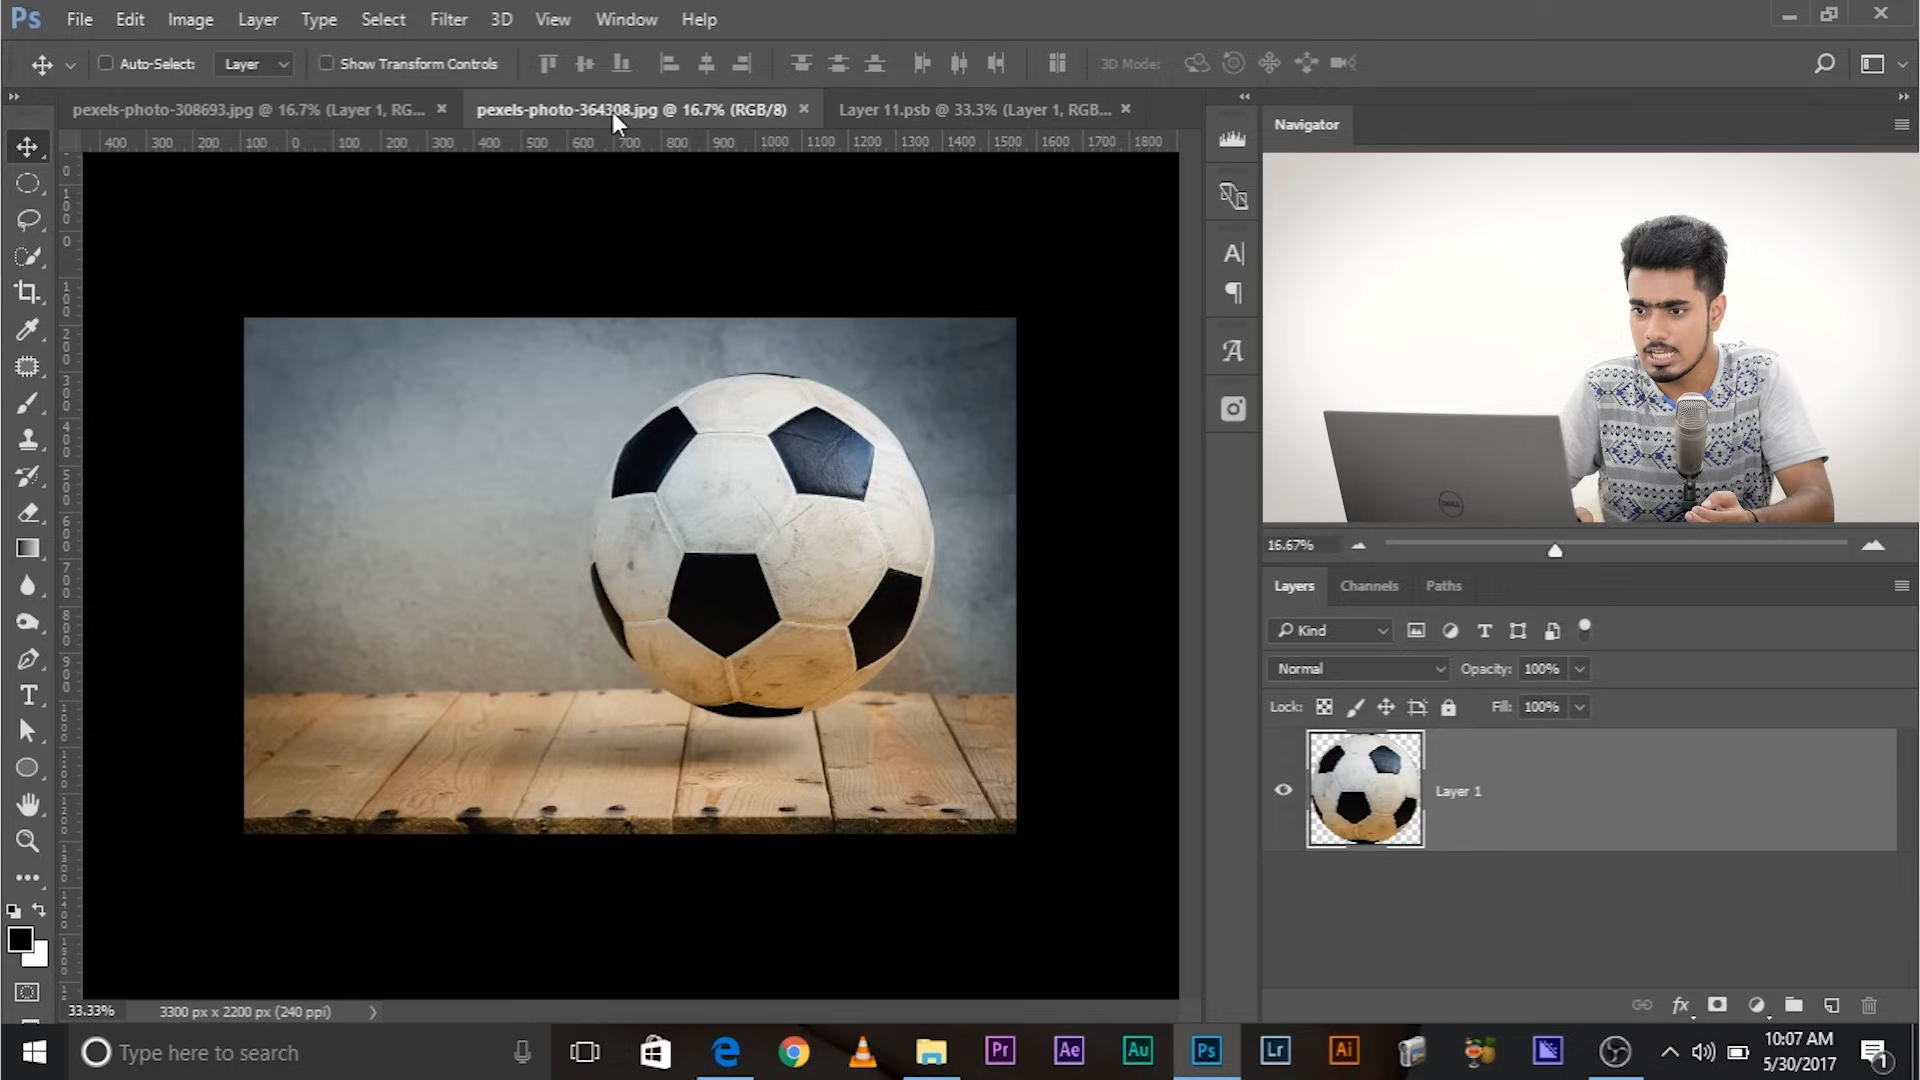 Ps File Edit Image Layer Type Select Filter 3D View Window Help
Auto-Select: Layer Show Transform Controls 3D Mode:
pexels-photo-308693.jpg @ 16.7% (Layer 1, RG... × pexels-photo-364308.jpg @ 16.7% (RGB/8) × Layer 11.psb @ 33.3% (Layer 1, RGB... ×
400 300 200 100 0 100 200 300 400 500 600 700 800 900 1000 1100 1200 1300 1400 1500 1600 1700 1800
Navigator
DELL
16.67%
Layers Channels Paths
Kind
Normal Opacity: 100%
Lock: Fill: 100%
Layer 1
33.33% 3300 px x 2200 px (240 ppi)
fx
Type here to search
Pr Ae Au Ps Lr Ai
10:07 AM
5/30/2017
1